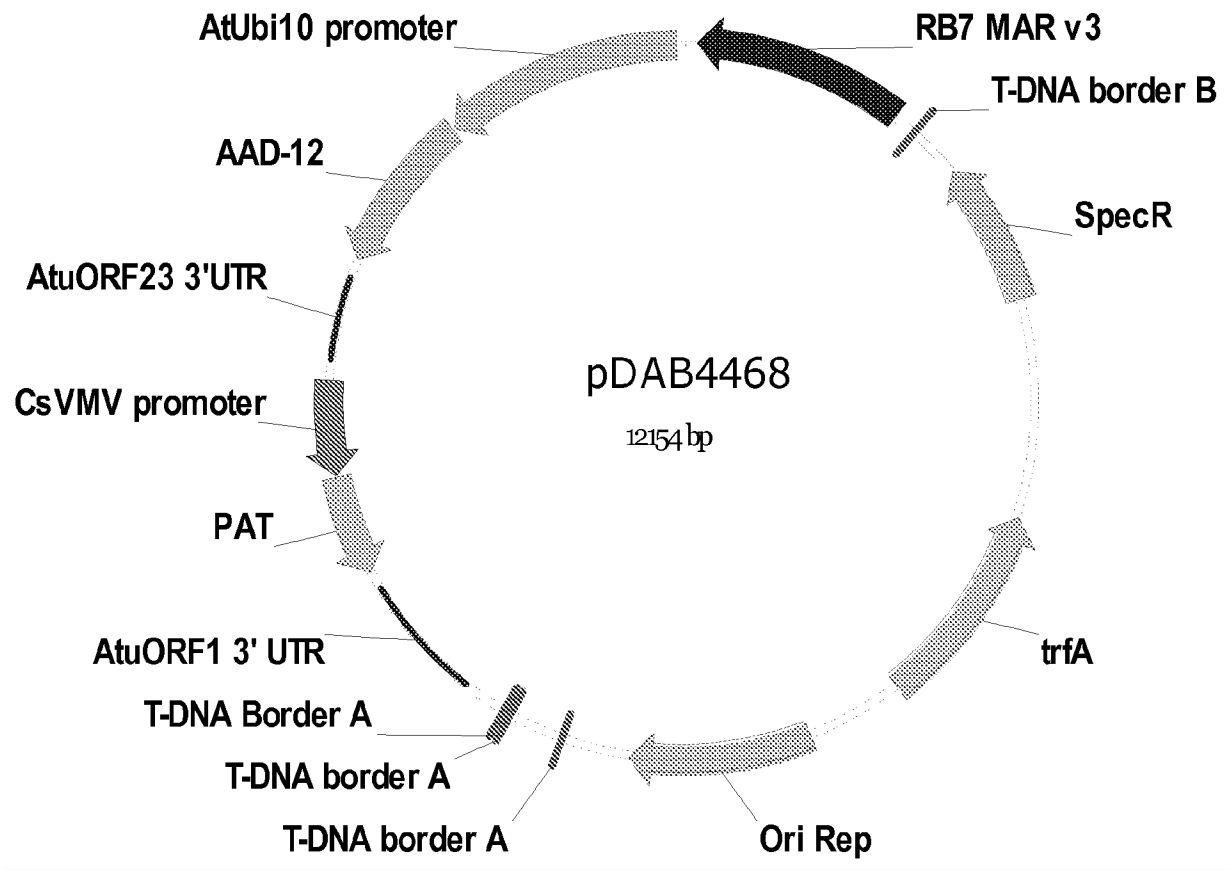 AtUbi10 promoter
RB7 MAR v3
T-DNA border B
AAD-12
SpecR
AtuORF23 3'UTR
pDAB4468
CsVMV promoter
12154 bp
PAT
AtuORF1 3' UTR
trfA
T-DNA Border A
T-DNA border A
T-DNA border A
Ori Rep